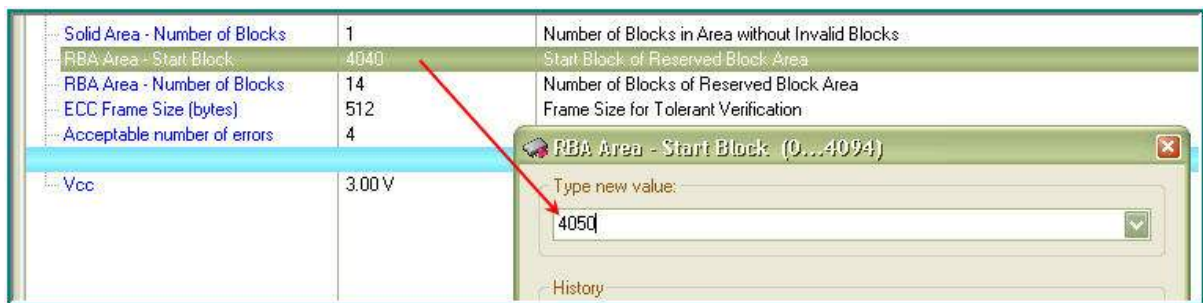 Solid Area - Number of Blocks 1 Number of Blocks in Area without Invalid Blocks
RBA Area - Start Block 4040 Start Block of Reserved Block Area
RBA Area - Number of Blocks 14 Number of Blocks of Reserved Block Area
ECC Frame Size (bytes) 512 Frame Size for Tolerant Verification
Acceptable number of errors 4
RBA Area - Start Block (0...4094)
Vcc 3.00 V
Type new value:
4050
History